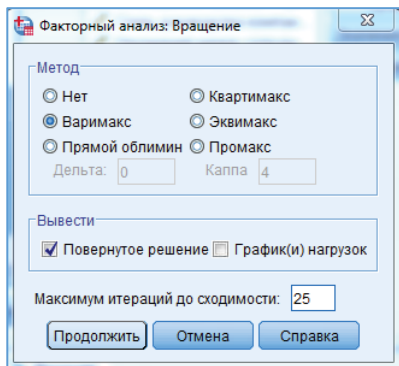 Факторный анализ: Вращение
Метод
Нет Квартимакс
Варимакс Эквимакс
Прямой облимин Промакс
Дельта: 0 Каппа 4
Вывести
Повернутое решение График(и) нагрузок
Максимум итераций до сходимости: 25
Продолжить Отмена Справка